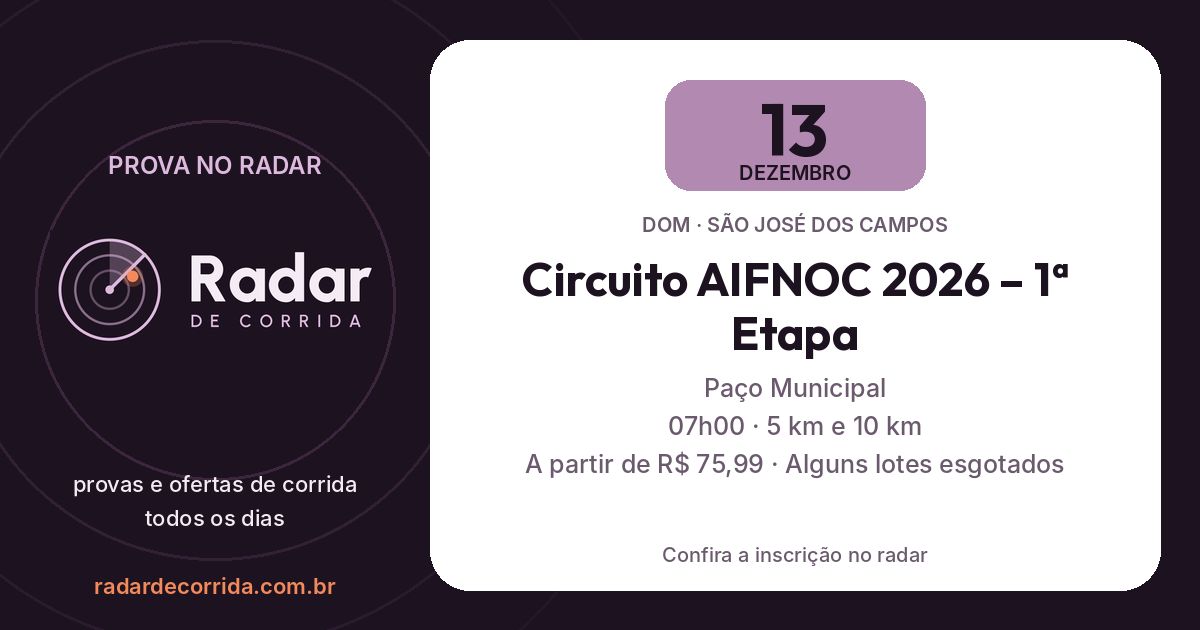 PROVA NO RADAR
Radar
DE CORRIDA
provas e ofertas de corrida
todos os dias
radardecorrida.com.br
13
DEZEMBRO
DOM · SÃO JOSÉ DOS CAMPOS
Circuito AIFNOC 2026 – 1ª
Etapa
Paço Municipal
07h00 · 5 km e 10 km
A partir de R$ 75,99 · Alguns lotes esgotados
Confira a inscrição no radar